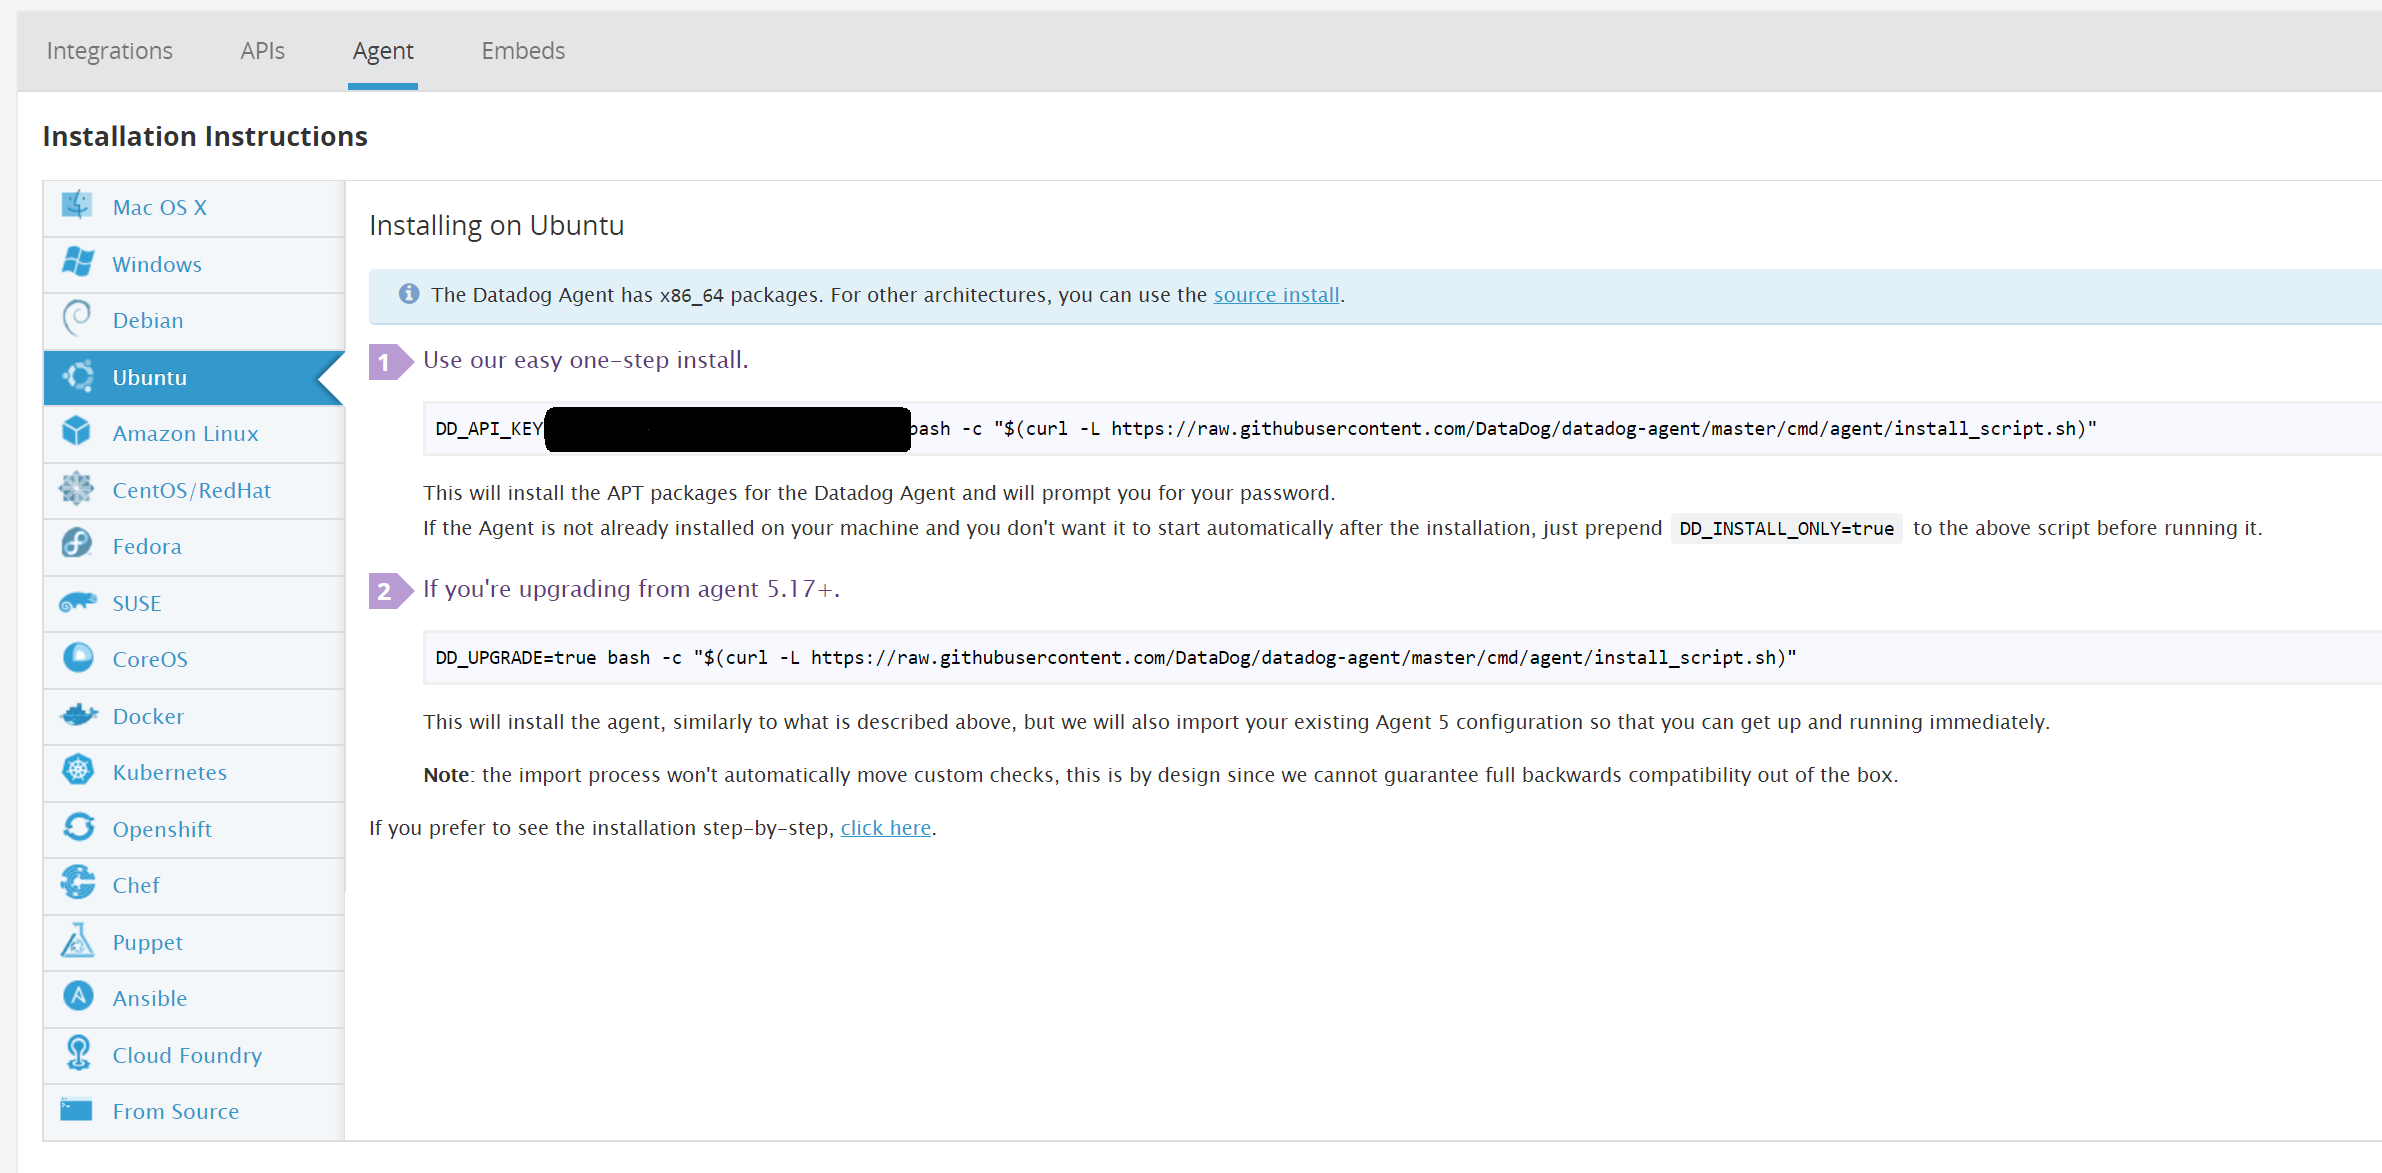 Integrations APIs Agent Embeds
Installation Instructions
Mac OS X
Windows
Debian
Ubuntu
Amazon Linux
CentOS/RedHat
Fedora
SUSE
CoreOS
Docker
Kubernetes
Openshift
Chef
Puppet
Ansible
Cloud Foundry
From Source
Installing on Ubuntu
The Datadog Agent has x86_64 packages. For other architectures, you can use the source install.
1 Use our easy one-step install.
DD_API_KEY bash -c "$(curl -L https://raw.githubusercontent.com/DataDog/datadog-agent/master/cmd/agent/install_script.sh)"
This will install the APT packages for the Datadog Agent and will prompt you for your password.
If the Agent is not already installed on your machine and you don't want it to start automatically after the installation, just prepend DD_INSTALL_ONLY=true to the above script before running it.
2 If you're upgrading from agent 5.17+.
DD_UPGRADE=true bash -c "$(curl -L https://raw.githubusercontent.com/DataDog/datadog-agent/master/cmd/agent/install_script.sh)"
This will install the agent, similarly to what is described above, but we will also import your existing Agent 5 configuration so that you can get up and running immediately.
Note: the import process won't automatically move custom checks, this is by design since we cannot guarantee full backwards compatibility out of the box.
If you prefer to see the installation step-by-step, click here.